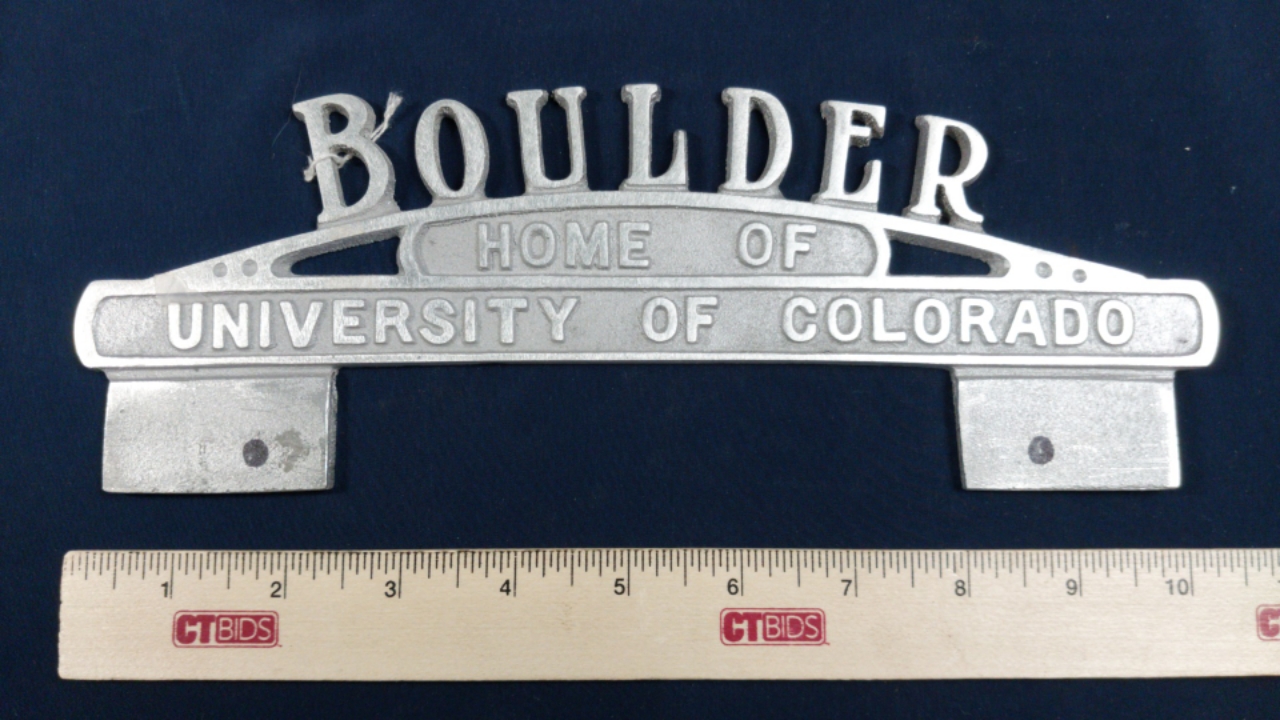 BOULDER
HOME OF
UNIVERSITY OF COLORADO
1 2 3 4 5 6 7 8 9 10
CTBIDS CTBIDS